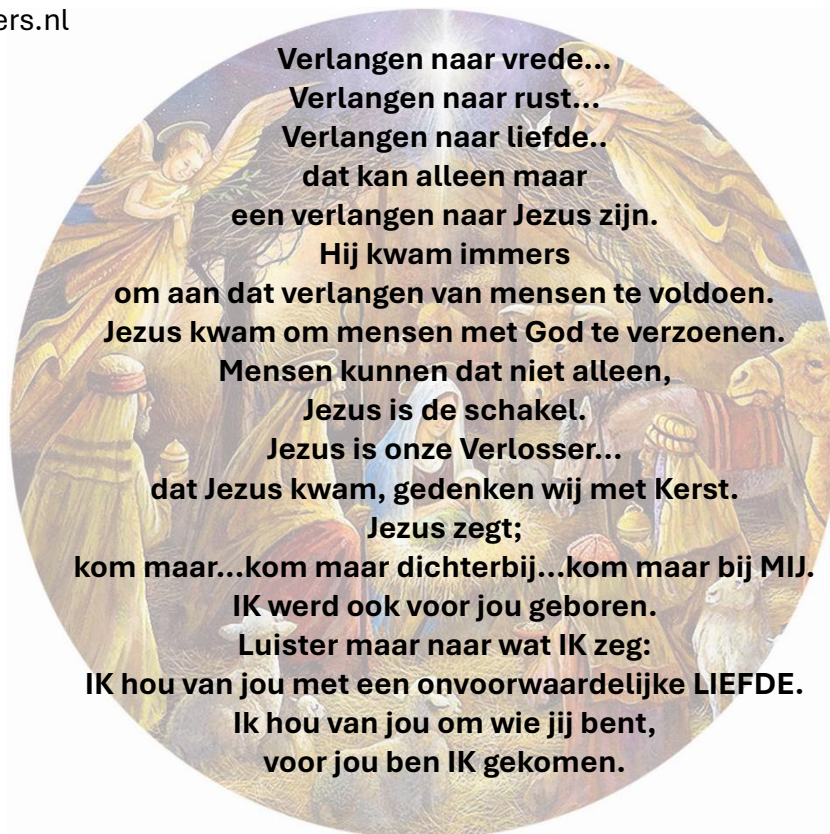 ers.nl
Verlangen naar vrede...
Verlangen naar rust...
Verlangen naar liefde..
dat kan alleen maar
een verlangen naar Jezus zijn.
Hij kwam immers
om aan dat verlangen van mensen te voldoen.
Jezus kwam om mensen met God te verzoenen.
Mensen kunnen dat niet alleen,
Jezus is de schakel.
Jezus is onze Verlosser...
dat Jezus kwam, gedenken wij met Kerst.
Jezus zegt;
kom maar...kom maar dichterbij...kom maar bij MIJ.
IK werd ook voor jou geboren.
Luister maar naar wat IK zeg:
IK hou van jou met een onvoorwaardelijke LIEFDE.
Ik hou van jou om wie jij bent,
voor jou ben IK gekomen.